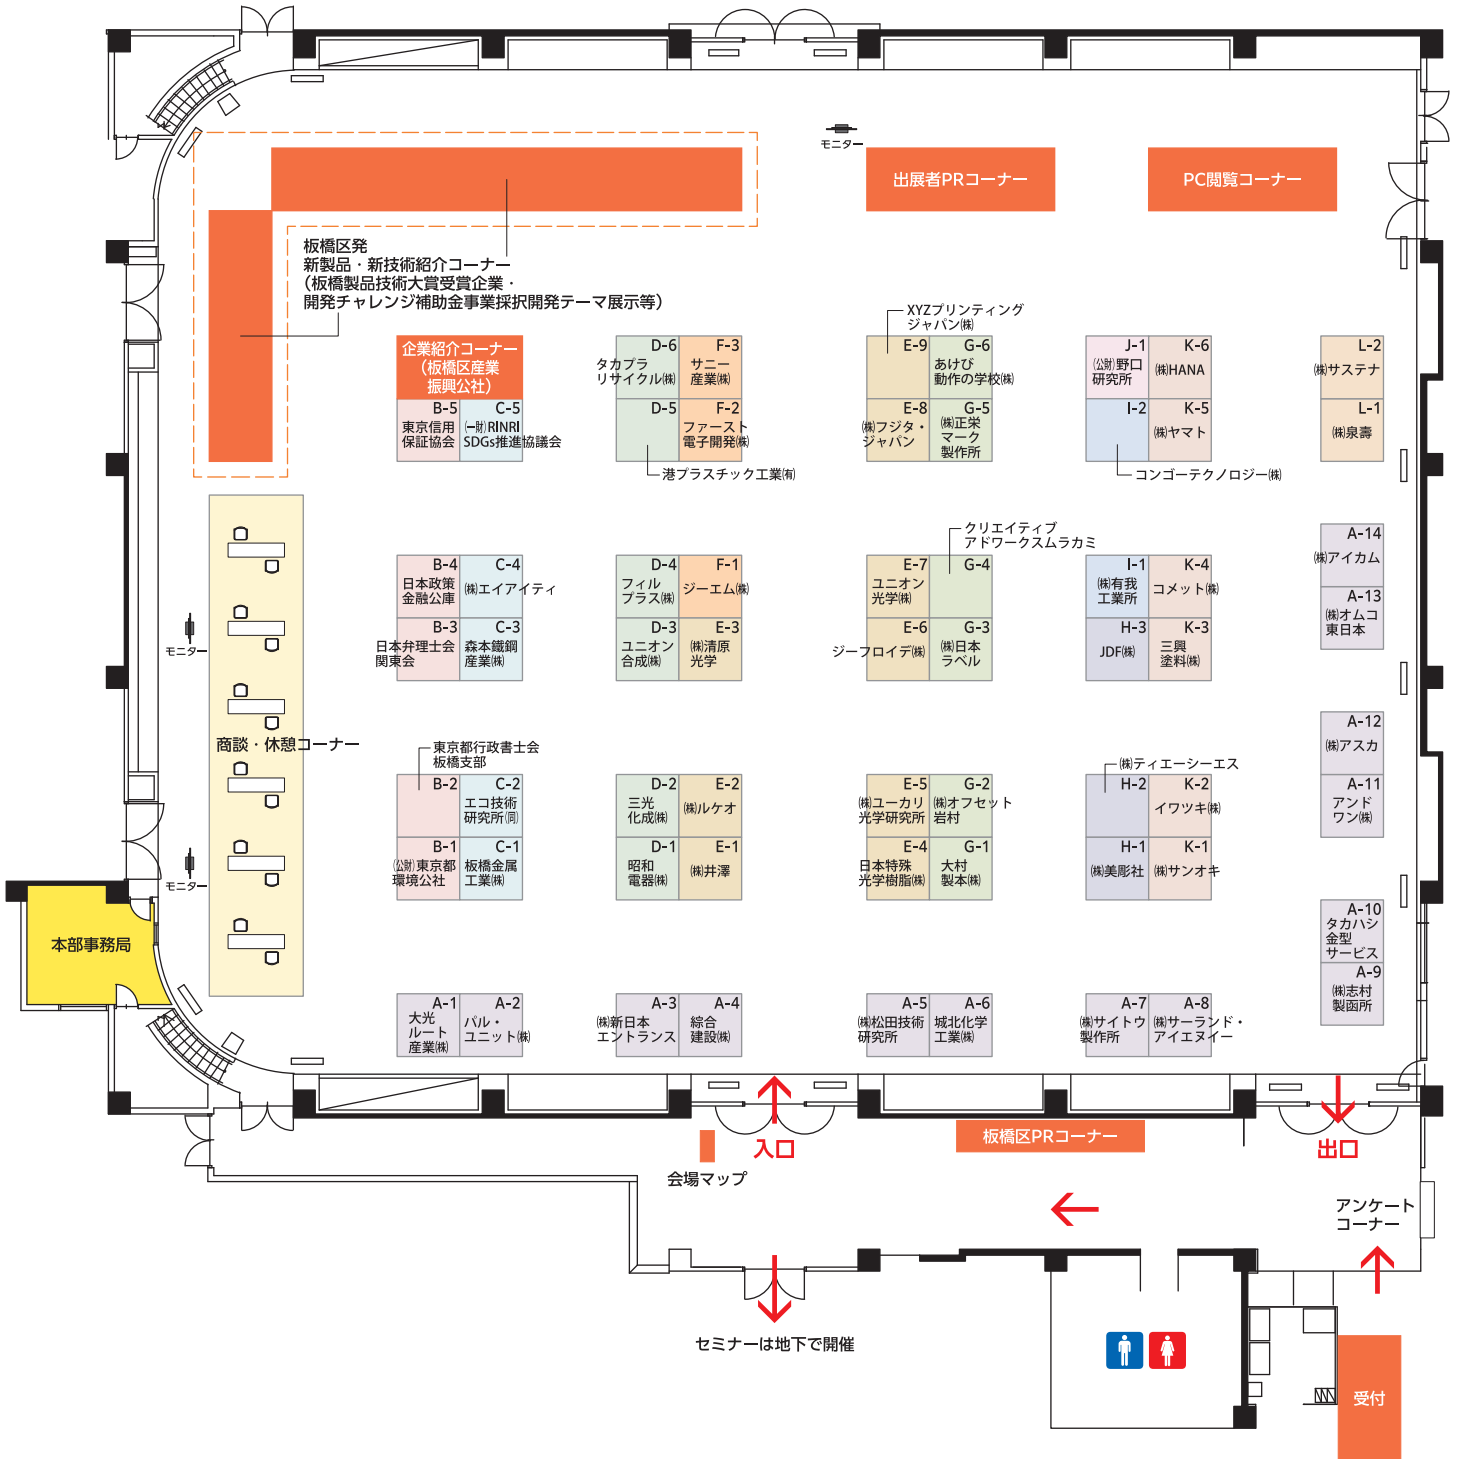 モニター
出展者PRコーナー
PC閲覧コーナー
板橋区発
新製品・新技術紹介コーナー
(板橋製品技術大賞受賞企業・
開発チャレンジ補助金事業採択開発テーマ展示等)
XYZプリンティング
ジャパン㈱
企業紹介コーナー
(板橋区産業
振興公社)
D-6
タカプラ
リサイクル㈱
F-3
サニー
産業㈱
E-9
G-6
あけび
動作の学校㈱
J-1
(公財)野口
研究所
K-6
㈱HANA
L-2
㈱サステナ
B-5
東京信用
保証協会
C-5
(一財)RINRI
SDGs推進協議会
D-5
F-2
ファースト
電子開発㈱
E-8
㈱フジタ・
ジャパン
G-5
㈱正栄
マーク
製作所
I-2
K-5
㈱ヤマト
L-1
㈱泉壽
港プラスチック工業㈲
コンゴーテクノロジー㈱
クリエイティブ
アドワークスムラカミ
A-14
㈱アイカム
B-4
日本政策
金融公庫
C-4
㈱エイアイティ
D-4
フィル
プラス㈱
F-1
ジーエム㈱
E-7
ユニオン
光学㈱
G-4
I-1
㈱有我
工業所
K-4
コメット㈱
A-13
㈱オムコ
東日本
モニター
B-3
日本弁理士会
関東会
C-3
森本鐵鋼
産業㈱
D-3
ユニオン
合成㈱
E-3
㈱清原
光学
E-6
ジーフロイデ㈱
G-3
㈱日本
ラベル
H-3
JDF㈱
K-3
三興
塗料㈱
商談・休憩コーナー
東京都行政書士会
板橋支部
㈱ティエーシーエス
A-12
㈱アスカ
B-2
C-2
エコ技術
研究所(同)
D-2
三光
化成㈱
E-2
㈱ルケオ
E-5
㈱ユーカリ
光学研究所
G-2
㈱オフセット
岩村
H-2
K-2
イワツキ㈱
A-11
アンド
ワン㈱
モニター
B-1
(公財)東京都
環境公社
C-1
板橋金属
工業㈱
D-1
昭和
電器㈱
E-1
㈱井澤
E-4
日本特殊
光学樹脂㈱
G-1
大村
製本㈱
H-1
㈱美彫社
K-1
㈱サンオキ
本部事務局
A-10
タカハシ
金型
サービス
A-9
㈱志村
製函所
A-1
大光
ルート
産業㈱
A-2
パル・
ユニット㈱
A-3
㈱新日本
エントランス
A-4
綜合
建設㈱
A-5
㈱松田技術
研究所
A-6
城北化学
工業㈱
A-7
㈱サイトウ
製作所
A-8
㈱サーランド・
アイエヌイー
入口
板橋区PRコーナー
出口
会場マップ
アンケート
コーナー
セミナーは地下で開催
受付